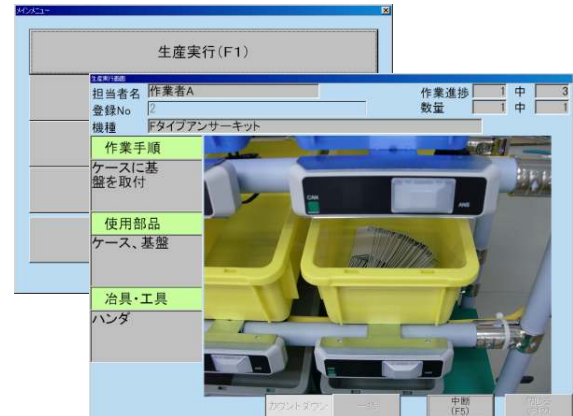 メインメニュー
生産実行(F1)
生産実行画面
担当者名 作業者A 作業進捗 1 中 3
登録No 2 数量 1 中 1
機種 Fタイプアンサーキット
作業手順
ケースに基
盤を取付
使用部品
ケース、基盤
冶具・工具
ハンダ
CAN
ANS
カウントダウン
中断
(F5)